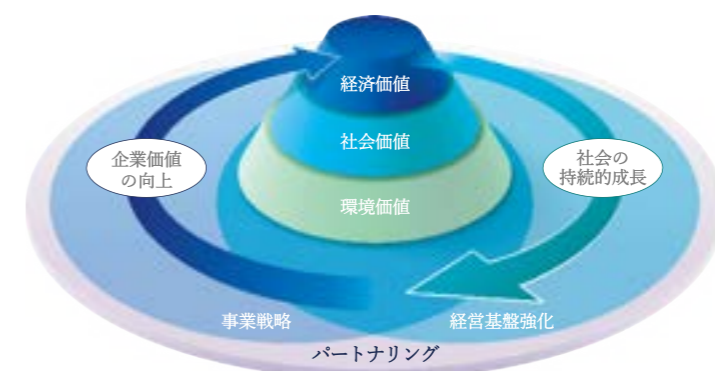 経済価値
社会価値
環境価値
企業価値
の向上
社会の
持続的成長
事業戦略
経営基盤強化
パートナリング